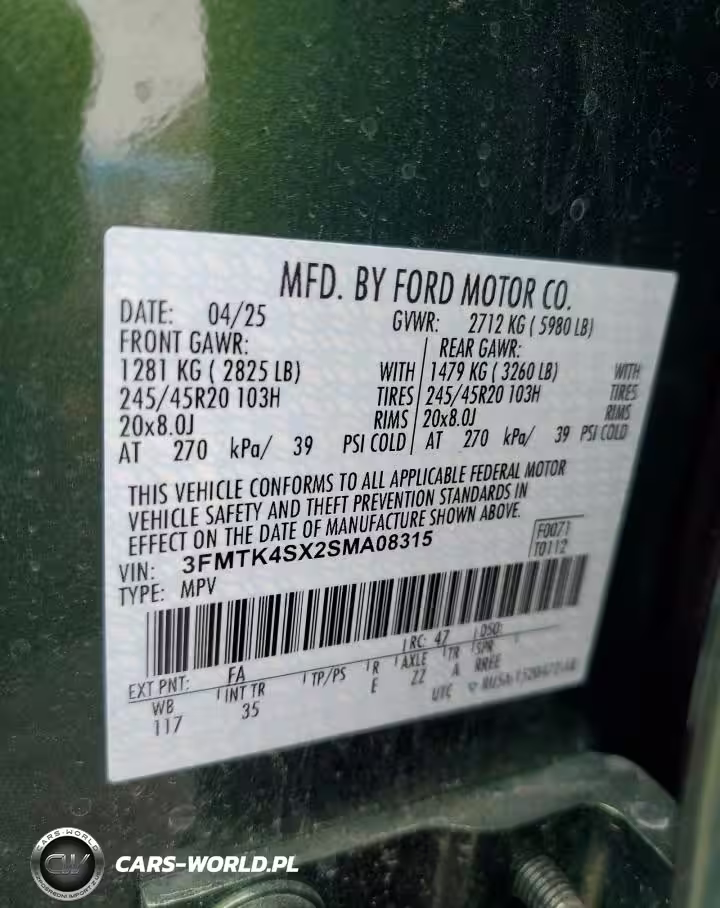 MFD. BY FORD MOTOR CO.
DATE: 04/25 GVWR: 2712 KG ( 5980 LB)
FRONT GAWR: REAR GAWR:
1281 KG ( 2825 LB) WITH 1479 KG ( 3260 LB) WITH
245/45R20 103H TIRES 245/45R20 103H TIRES
20x8.0J RIMS 20x8.0J RIMS
AT 270 kPa/ 39 PSI COLD AT 270 kPa/ 39 PSI COLD
THIS VEHICLE CONFORMS TO ALL APPLICABLE FEDERAL MOTOR
VEHICLE SAFETY AND THEFT PREVENTION STANDARDS IN
EFFECT ON THE DATE OF MANUFACTURE SHOWN ABOVE.
VIN: 3FMTK4SX2SMA08315 F0071
TYPE: MPV T0112
EXT PNT: FA RC: 47 DSO:
WB INT TR TP/PS R AXLE TR SPR
117 35 E ZZ A RREE
UTC
CARS-WORLD
CW
CARS-WORLD.PL